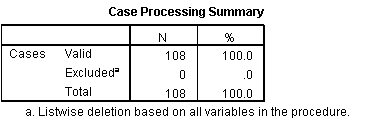 Case Processing Summary
N %
Cases Valid 108 100.0
Excludedᵃ 0 .0
Total 108 100.0
a. Listwise deletion based on all variables in the procedure.